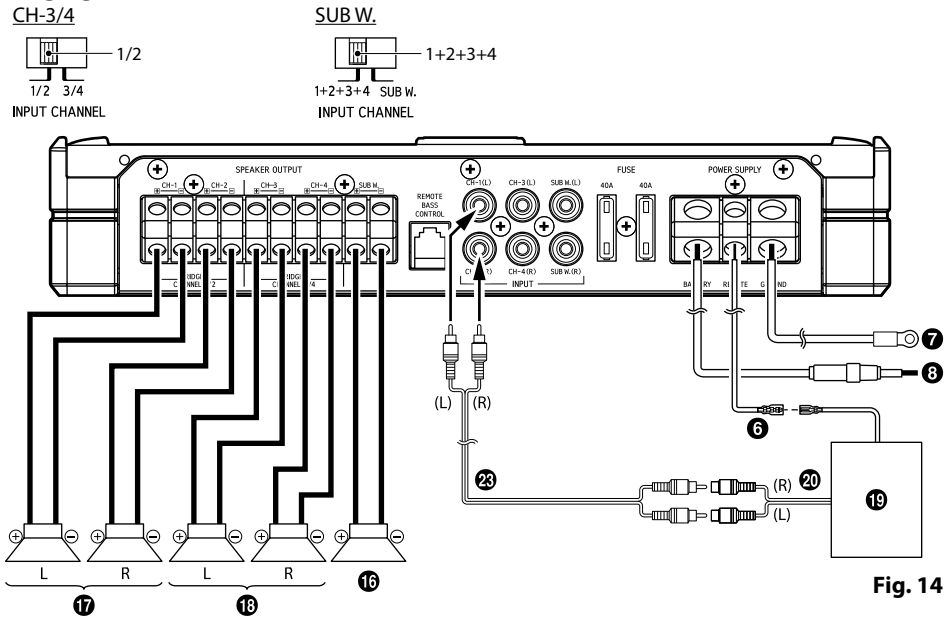 CH-3/4
1/2
1/2 3/4
INPUT CHANNEL
SUB W.
1+2+3+4
1+2+3+4 SUB W.
INPUT CHANNEL
SPEAKER OUTPUT
CH-1 CH-2 CH-3 CH-4 SUB W.
REMOTE
BASS
CONTROL
CH-1(L) CH-3(L) SUB W.(L)
CH-4(R) SUB W.(R)
INPUT
FUSE
40A 40A
POWER SUPPLY
7
8
6
(L) (R)
23
(R) 20
(L)
19
L R L R
16
17 18
Fig. 14